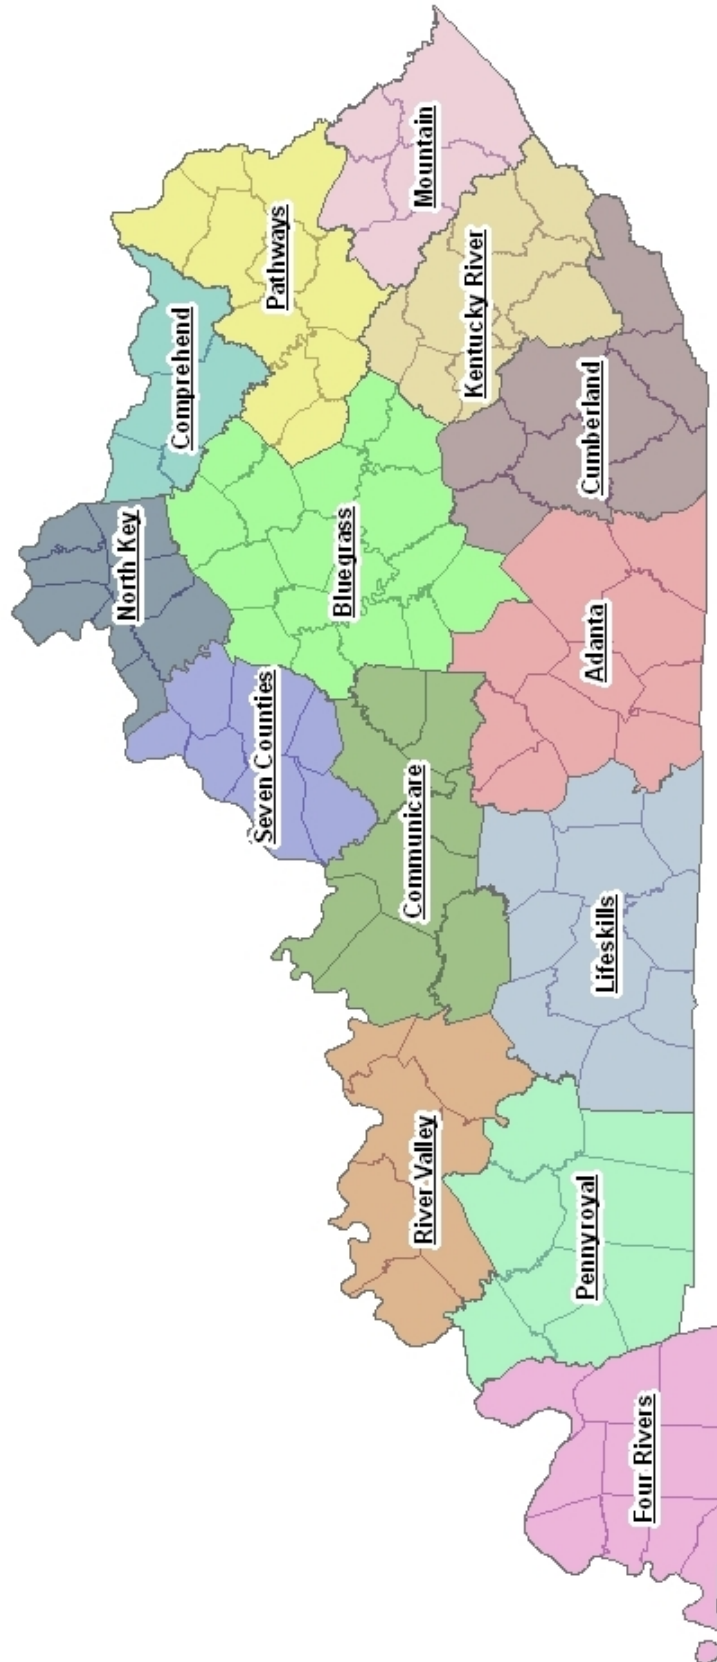 Four Rivers
Pennyroyal
River Valley
Lifeskills
Communicare
Seven Counties
Adanta
North Key
Bluegrass
Comprehend
Cumberland
Pathways
Kentucky River
Mountain